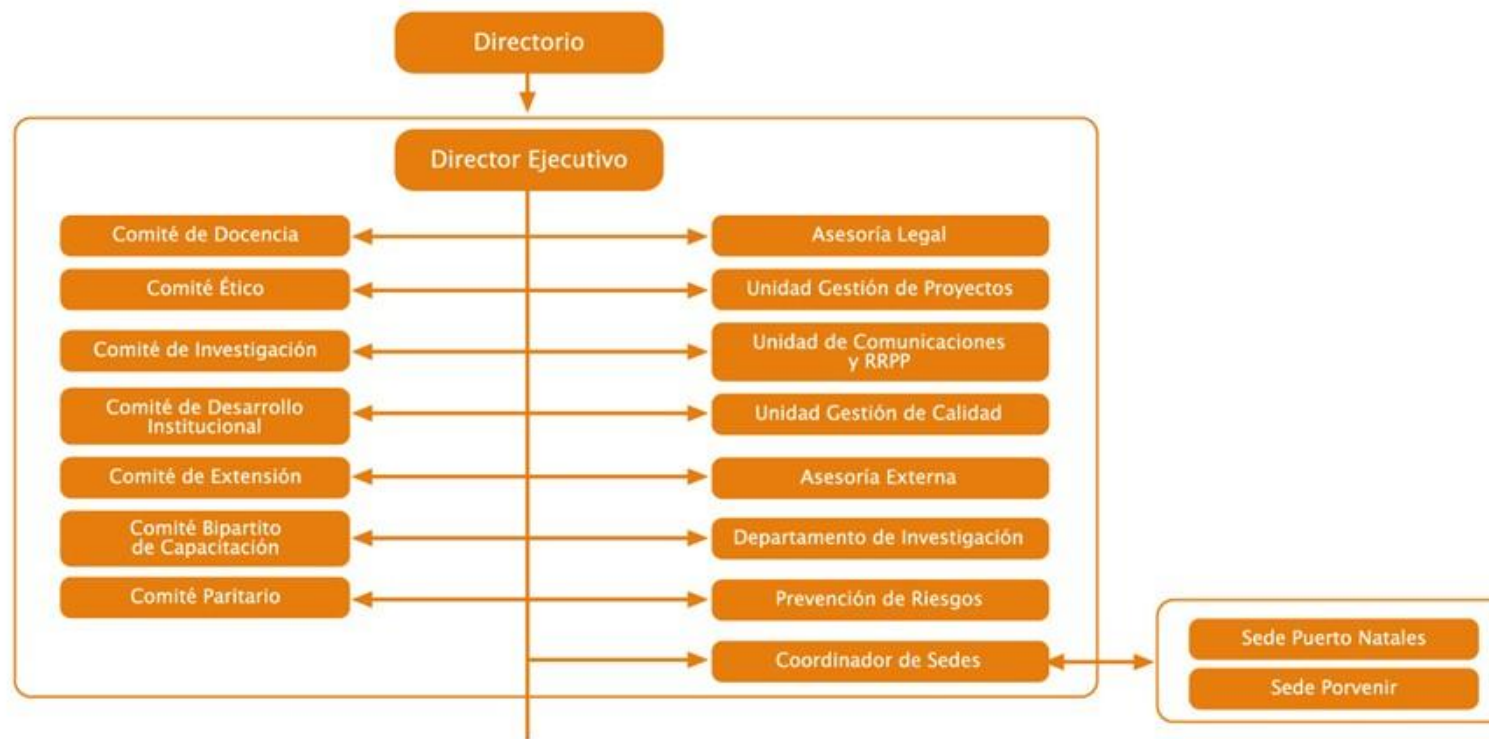 Directorio
Director Ejecutivo
Comité de Docencia
Asesoría Legal
Comité Ético
Unidad Gestión de Proyectos
Comité de Investigación
Unidad de Comunicaciones
y RRPP
Comité de Desarrollo
Institucional
Unidad Gestión de Calidad
Comité de Extensión
Asesoría Externa
Comité Bipartito
de Capacitación
Departamento de Investigación
Comité Paritario
Prevención de Riesgos
Coordinador de Sedes
Sede Puerto Natales
Sede Porvenir